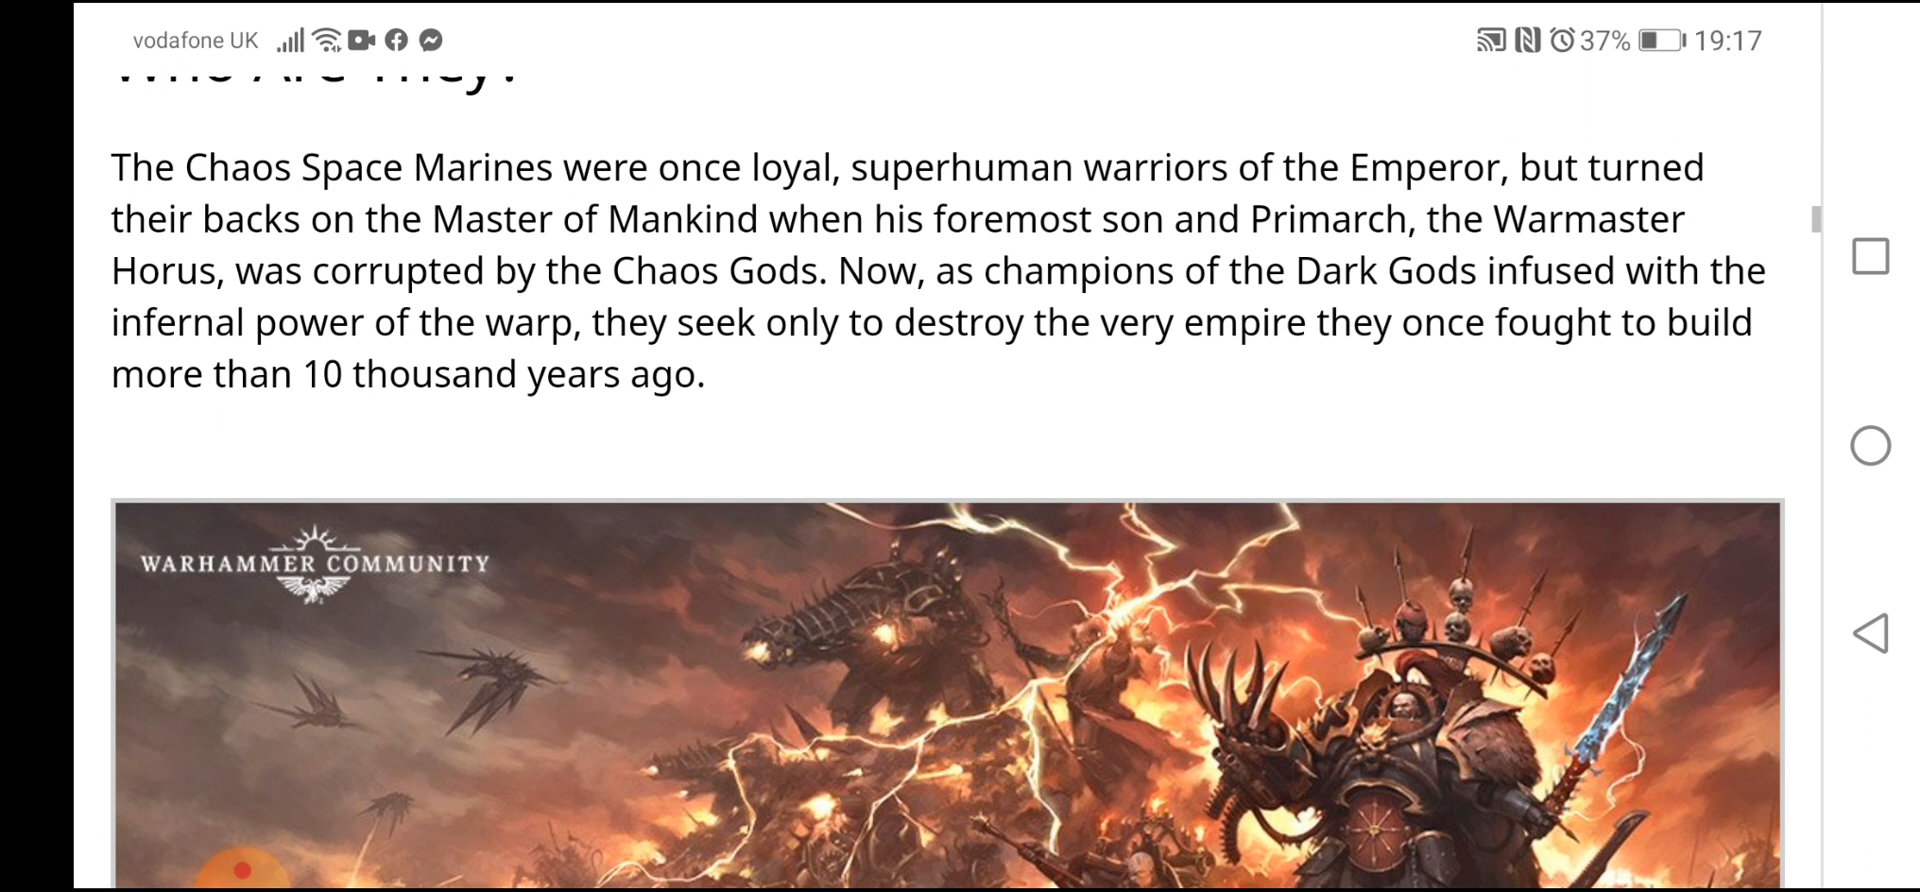 vodafone UK 37% 19:17
Who Are They?
The Chaos Space Marines were once loyal, superhuman warriors of the Emperor, but turned
their backs on the Master of Mankind when his foremost son and Primarch, the Warmaster
Horus, was corrupted by the Chaos Gods. Now, as champions of the Dark Gods infused with the
infernal power of the warp, they seek only to destroy the very empire they once fought to build
more than 10 thousand years ago.
WARHAMMER COMMUNITY